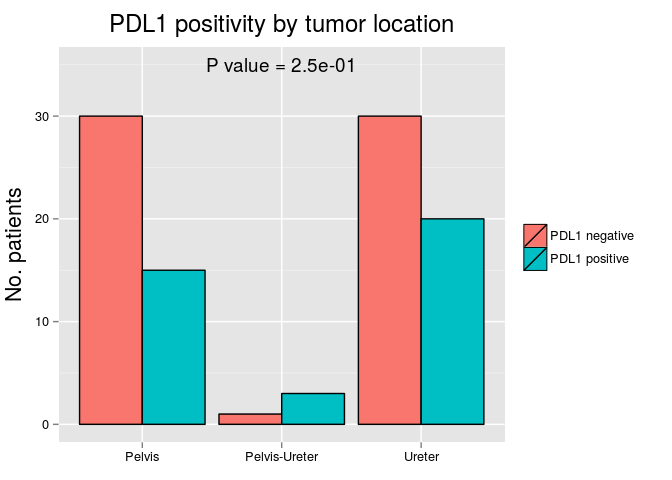 PDL1 positivity by tumor location
P value = 2.5e-01
No. patients
30
20
10
0
Pelvis
Pelvis-Ureter
Ureter
PDL1 negative
PDL1 positive